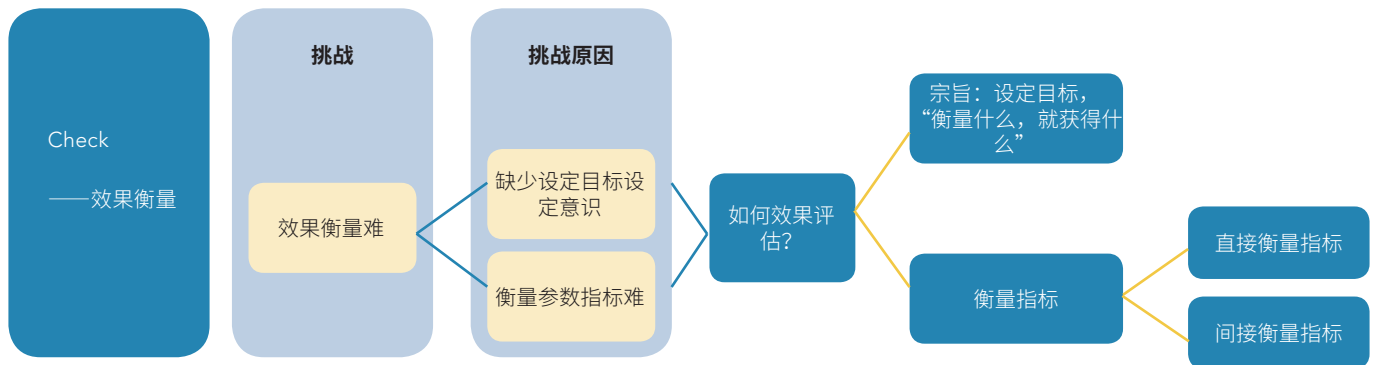 Check
——效果衡量
挑战
效果衡量难
挑战原因
缺少设定目标设
定意识
衡量参数指标难
如何效果评
估？
宗旨：设定目标，
“衡量什么，就获得什
么”
衡量指标
直接衡量指标
间接衡量指标